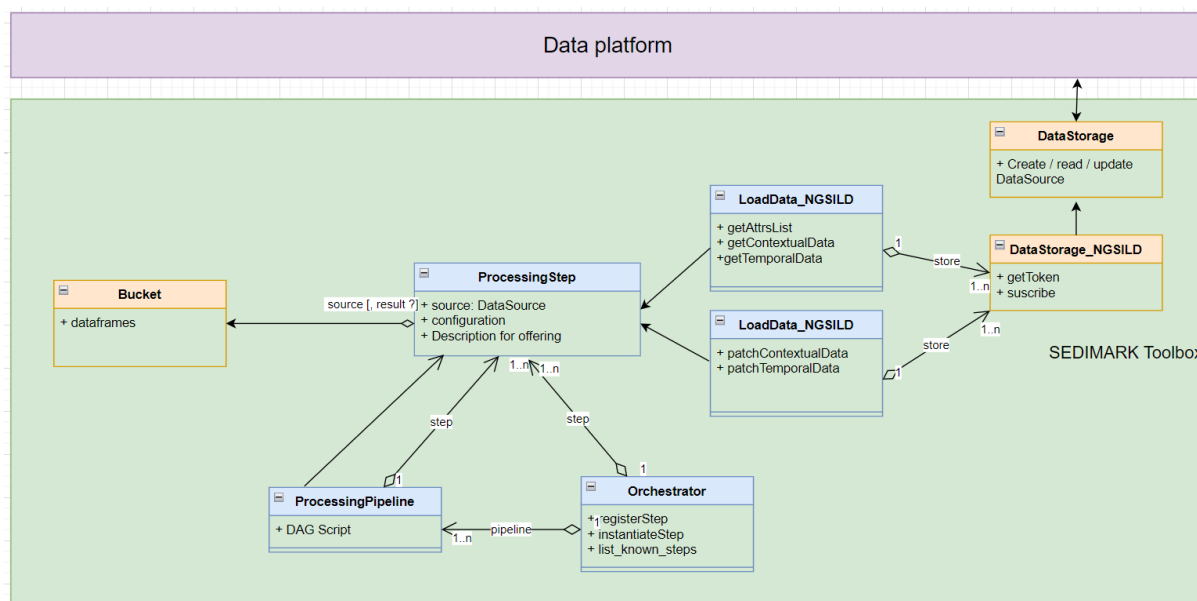 Data platform
DataStorage
+ Create / read / update
DataSource
LoadData_NGSILD
+ getAttrsList
+ getContextualData
+getTemporalData
1
store
1..n
DataStorage_NGSILD
+ getToken
+ suscribe
ProcessingStep
+ source: DataSource
+ configuration
+ Description for offering
source [, result ?]
Bucket
+ dataframes
LoadData_NGSILD
+ patchContextualData
+ patchTemporalData
1
store
1..n
SEDIMARK Toolbox
1..n
1..n
step
step
1
1
ProcessingPipeline
+ DAG Script
1..n
pipeline
1
Orchestrator
+ registerStep
+ instantiateStep
+ list_known_steps